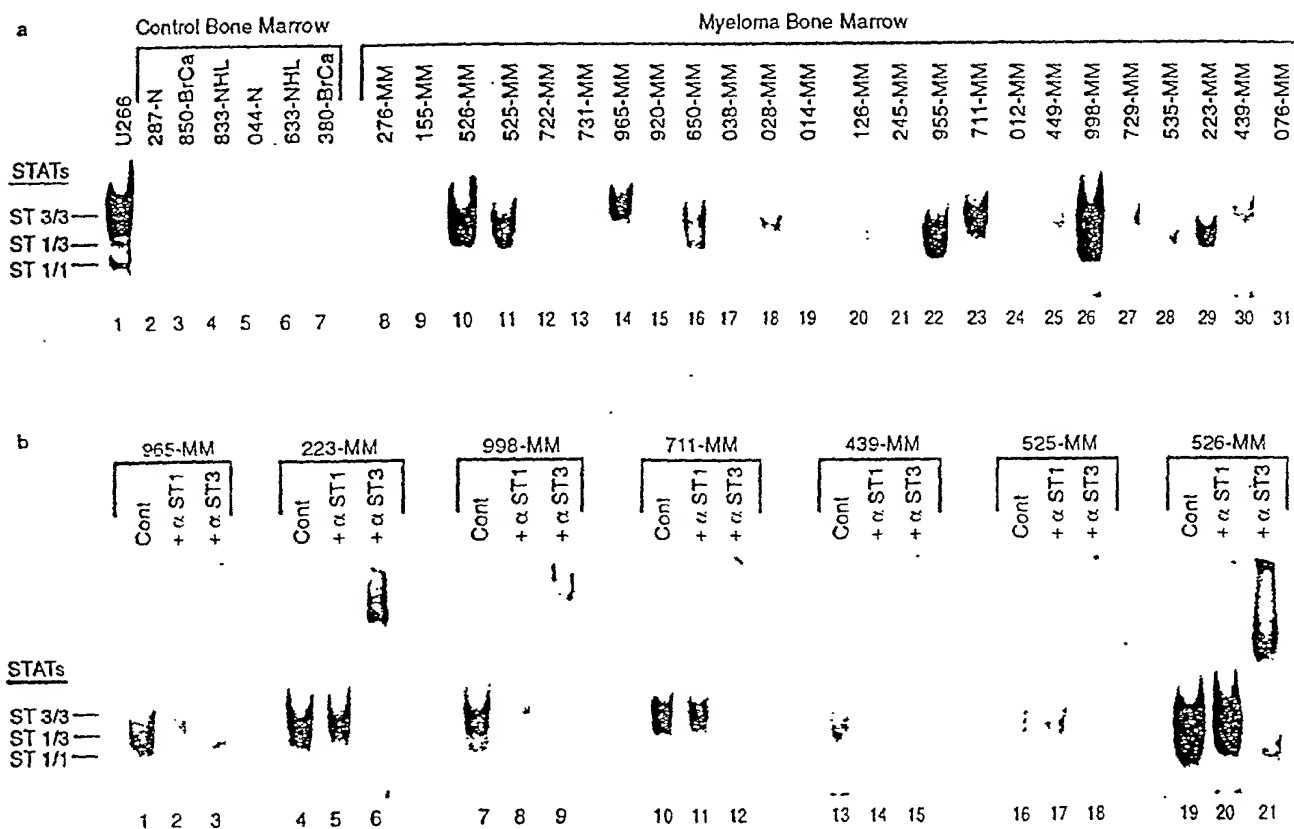 a
Control Bone Marrow
Myeloma Bone Marrow
U266
287-N
850-BrCa
833-NHL
044-N
633-NHL
380-BrCa
276-MM
155-MM
526-MM
525-MM
722-MM
731-MM
965-MM
920-MM
650-MM
038-MM
028-MM
014-MM
126-MM
245-MM
955-MM
711-MM
012-MM
449-MM
998-MM
729-MM
535-MM
223-MM
439-MM
076-MM
STATs
ST 3/3
ST 1/3
ST 1/1
1 2 3 4 5 6 7 8 9 10 11 12 13 14 15 16 17 18 19 20 21 22 23 24 25 26 27 28 29 30 31
b
965-MM 223-MM 998-MM 711-MM 439-MM 525-MM 526-MM
Cont + α ST1 + α ST3 Cont + α ST1 + α ST3 Cont + α ST1 + α ST3 Cont + α ST1 + α ST3 Cont + α ST1 + α ST3 Cont + α ST1 + α ST3 Cont + α ST1 + α ST3
STATs
ST 3/3
ST 1/3
ST 1/1
1 2 3 4 5 6 7 8 9 10 11 12 13 14 15 16 17 18 19 20 21